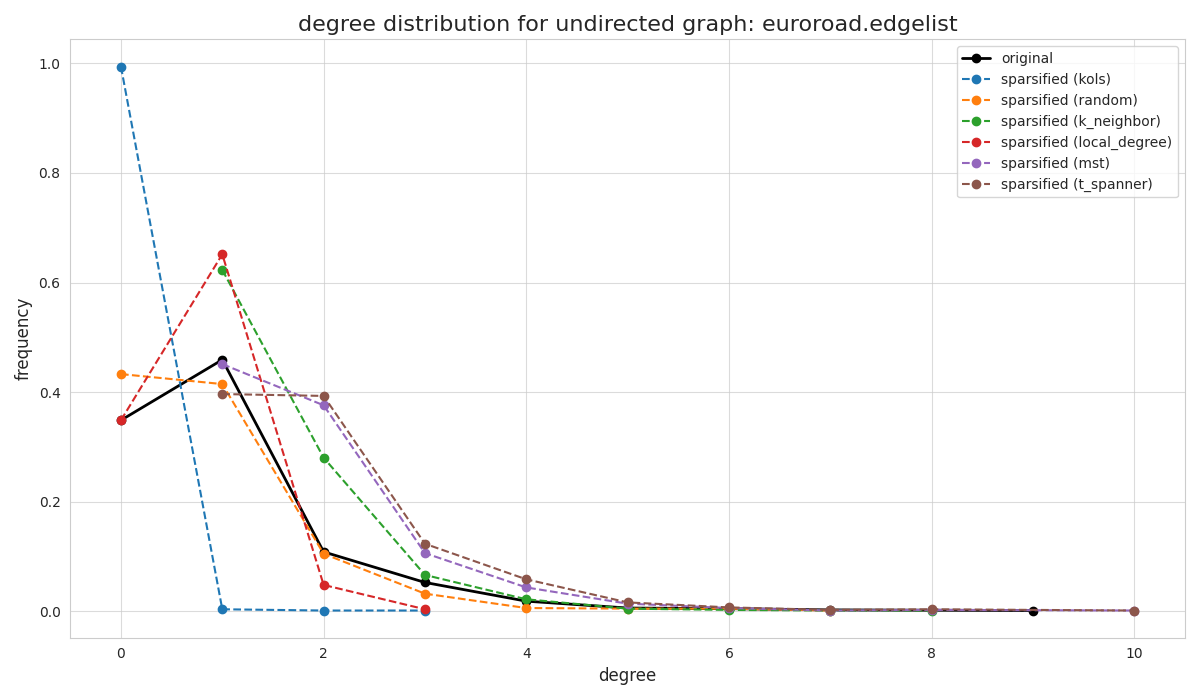 degree distribution for undirected graph: euroroad.edgelist
original
sparsified (kols)
sparsified (random)
sparsified (k_neighbor)
sparsified (local_degree)
sparsified (mst)
sparsified (t_spanner)
frequency
1.0
0.8
0.6
0.4
0.2
0.0
0 2 4 6 8 10
degree